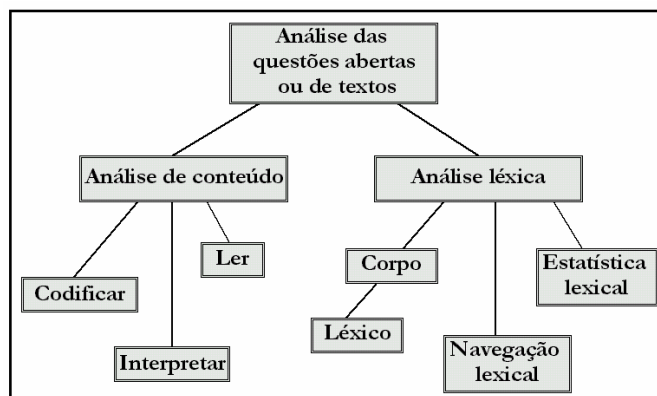 Análise das
questões abertas
ou de textos
Análise de conteúdo
Análise léxica
Ler
Corpo
Estatística
lexical
Codificar
Léxico
Interpretar
Navegação
lexical